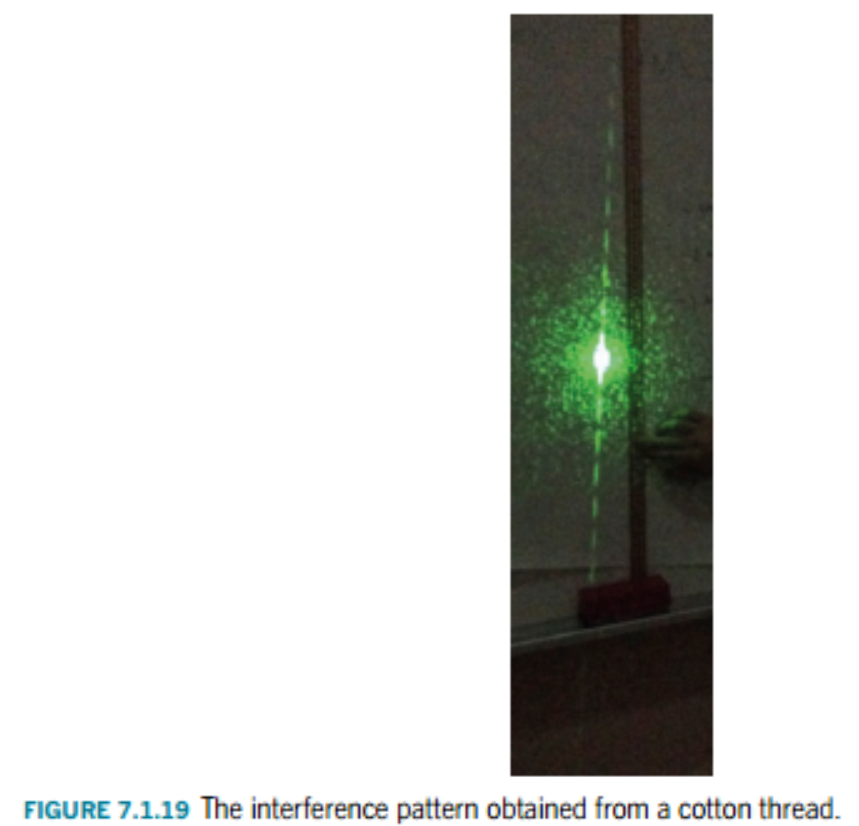 FIGURE 7.1.19 The interference pattern obtained from a cotton thread.